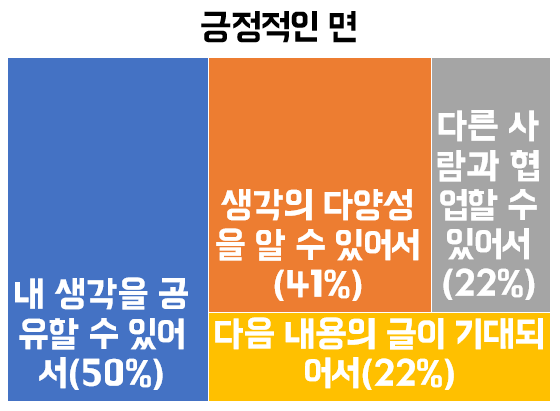 긍정적인 면
내 생각을 공
유할 수 있어
서(50%)
생각의 다양성
을 알 수 있어서
(41%)
다른 사
람과 협
업할 수
있어서
(22%)
다음 내용의 글이 기대되
어서(22%)